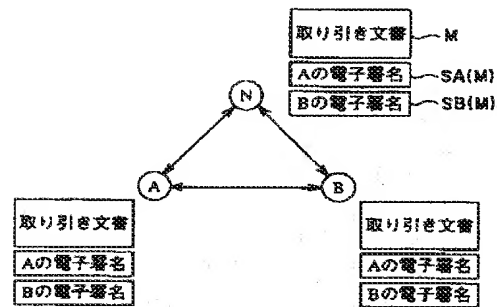 取り引き文書 M
Aの電子署名 SA(M)
Bの電子署名 SB(M)
N
A
B
取り引き文書
Aの電子署名
Bの電子署名
取り引き文書
Aの電子署名
Bの電子署名